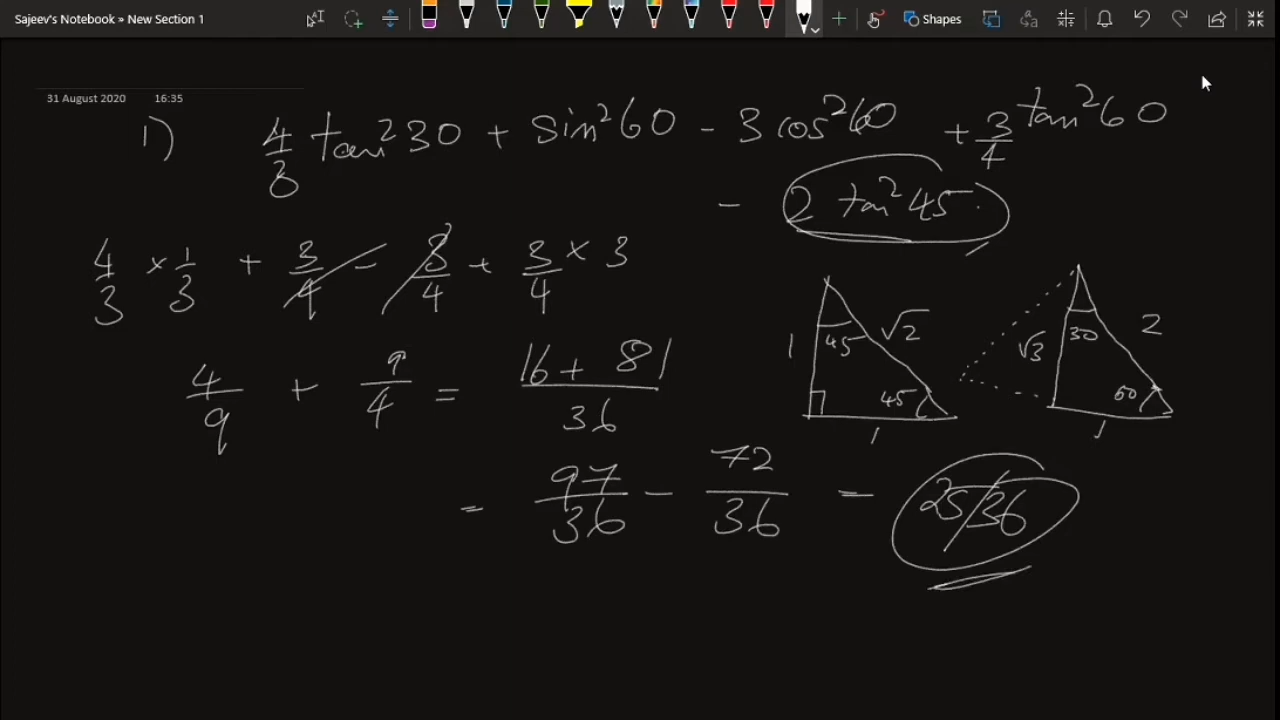 Sajeev's Notebook » New Section 1
Shapes
31 August 2020 16:35
1) 4/3 tan²30 + sin²60 - 3 cos²60 + 3/4 tan²60
- 2 tan²45
4/3 × 1/3 + 3/4 - 3/4 + 3/4 × 3
4/9 + 9/4 = 16 + 81 / 36
= 97/36 - 72/36 = 25/36
1 45 √2 45 1
√3 30 2 60 1